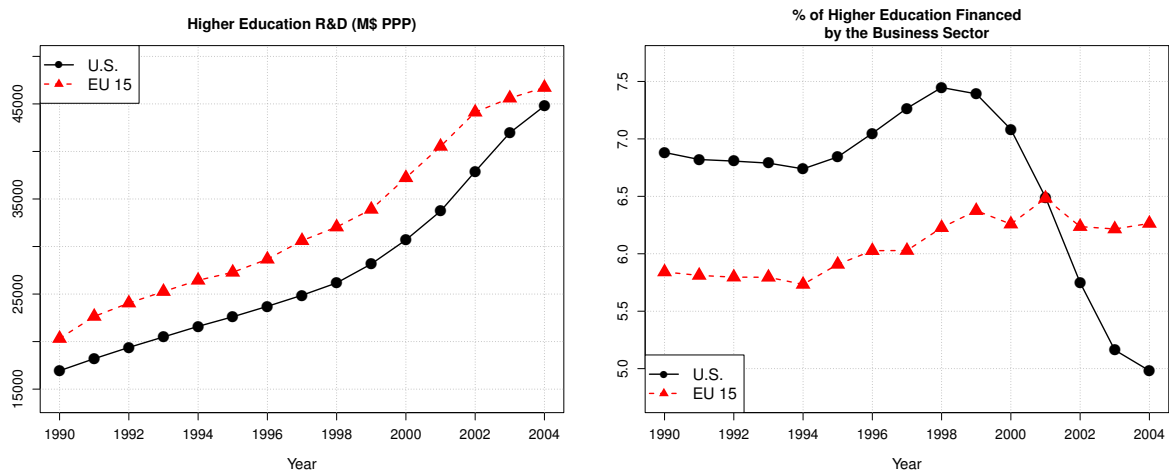 Higher Education R&D (M$ PPP)
U.S.
EU 15
45000
35000
25000
15000
1990 1992 1994 1996 1998 2000 2002 2004
Year
% of Higher Education Financed
by the Business Sector
7.5
7.0
6.5
6.0
5.5
5.0
U.S.
EU 15
1990 1992 1994 1996 1998 2000 2002 2004
Year